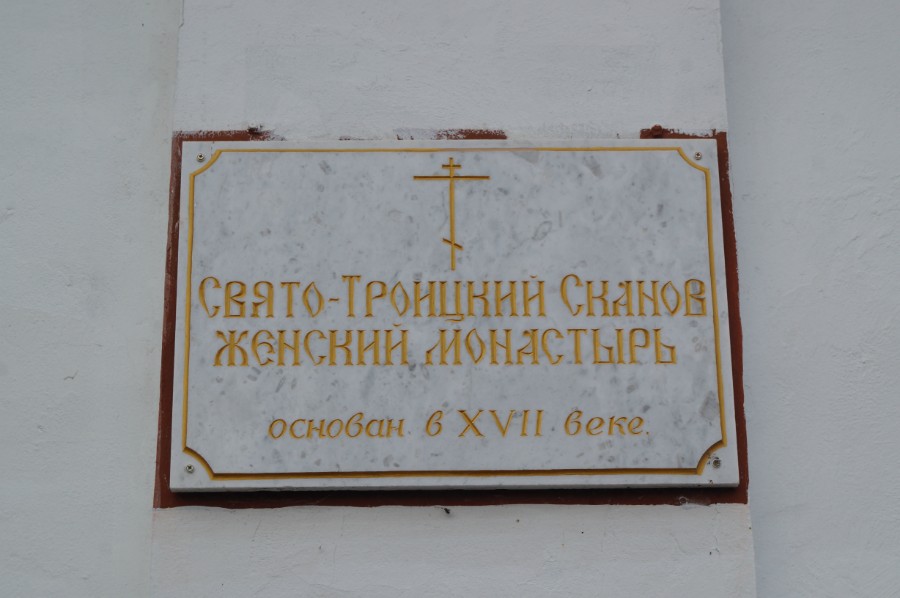 Свято-Троицкий Сканов
женский монастырь
основан в XVII веке.